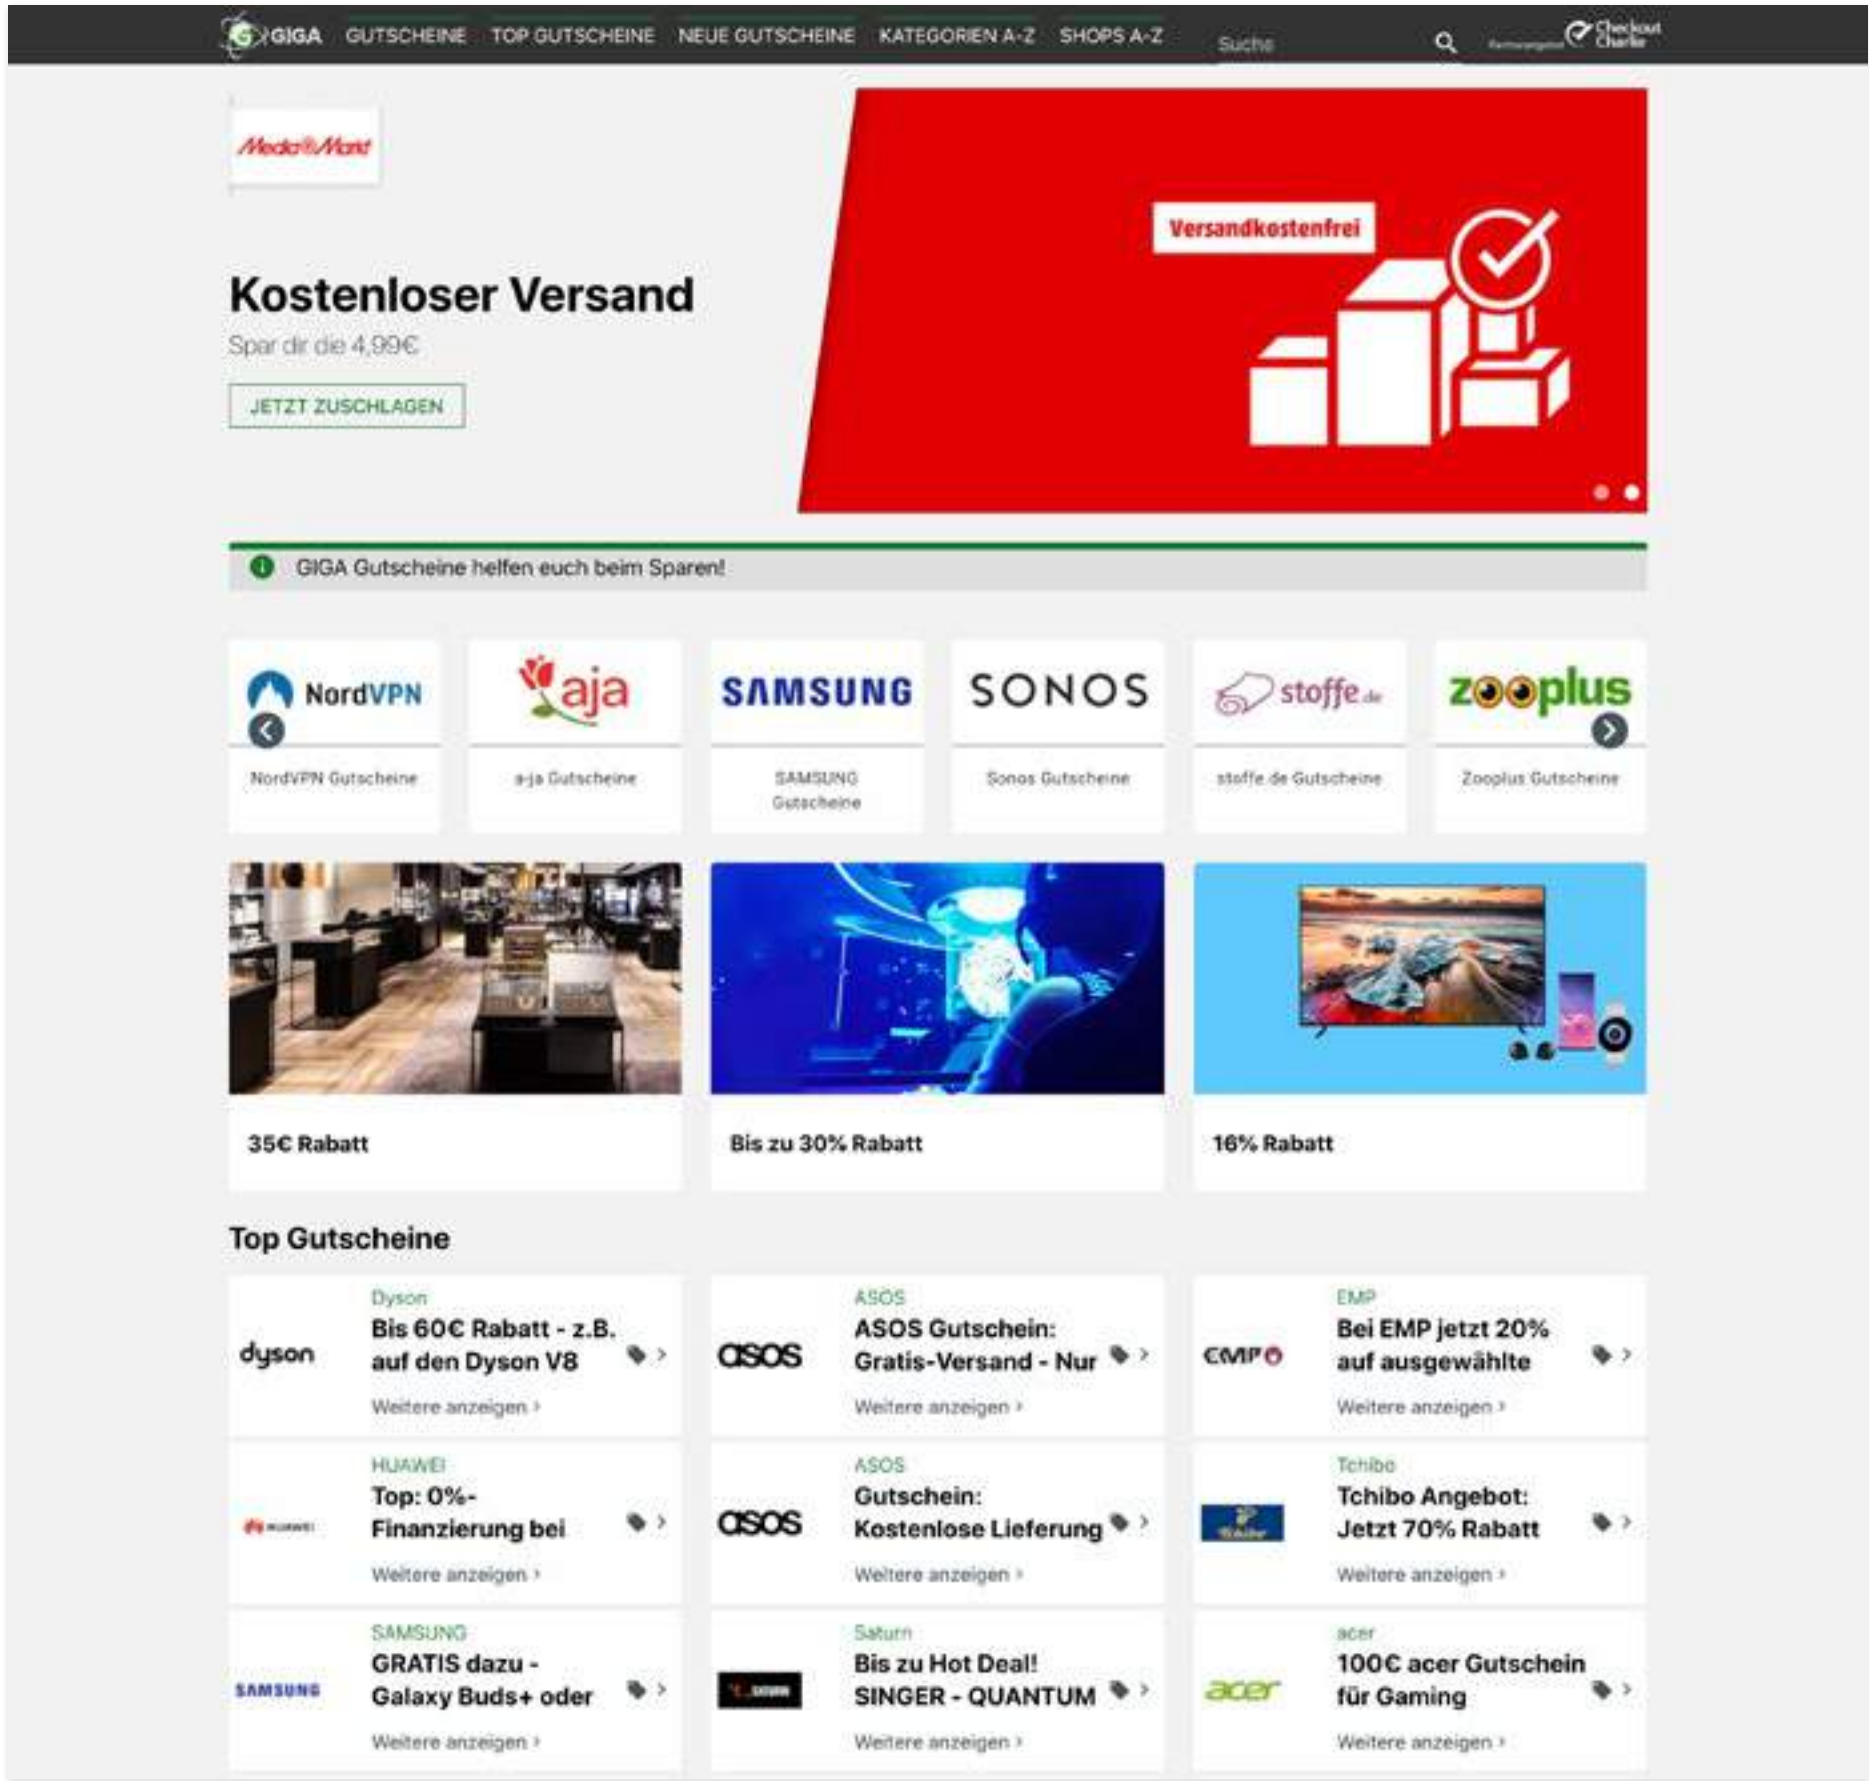 GIGA GUTSCHEINE TOP GUTSCHEINE NEUE GUTSCHEINE KATEGORIEN A-Z SHOPS A-Z Suche Checkout Charlie
MediaMarkt
Versandkostenfrei
Kostenloser Versand
Spar dir die 4,99€
JETZT ZUSCHLAGEN
GIGA Gutscheine helfen euch beim Sparen!
NordVPN
aja
SAMSUNG
SONOS
stoffe.de
zooplus
NordVPN Gutscheine
a-ja Gutscheine
SAMSUNG
Gutscheine
Sonos Gutscheine
stoffe.de Gutscheine
Zooplus Gutscheine
35€ Rabatt
Bis zu 30% Rabatt
16% Rabatt
Top Gutscheine
dyson
Dyson
Bis 60€ Rabatt - z.B.
auf den Dyson V8
Weitere anzeigen
asos
ASOS
ASOS Gutschein:
Gratis-Versand - Nur
Weitere anzeigen
EMP
EMP
Bei EMP jetzt 20%
auf ausgewählte
Weitere anzeigen
HUAWEI
HUAWEI
Top: 0%-
Finanzierung bei
Weitere anzeigen
asos
ASOS
Gutschein:
Kostenlose Lieferung
Weitere anzeigen
Tchibo
Tchibo
Tchibo Angebot:
Jetzt 70% Rabatt
Weitere anzeigen
SAMSUNG
SAMSUNG
GRATIS dazu -
Galaxy Buds+ oder
Weitere anzeigen
SATURN
Saturn
Bis zu Hot Deal!
SINGER - QUANTUM
Weitere anzeigen
acer
acer
100€ acer Gutschein
für Gaming
Weitere anzeigen